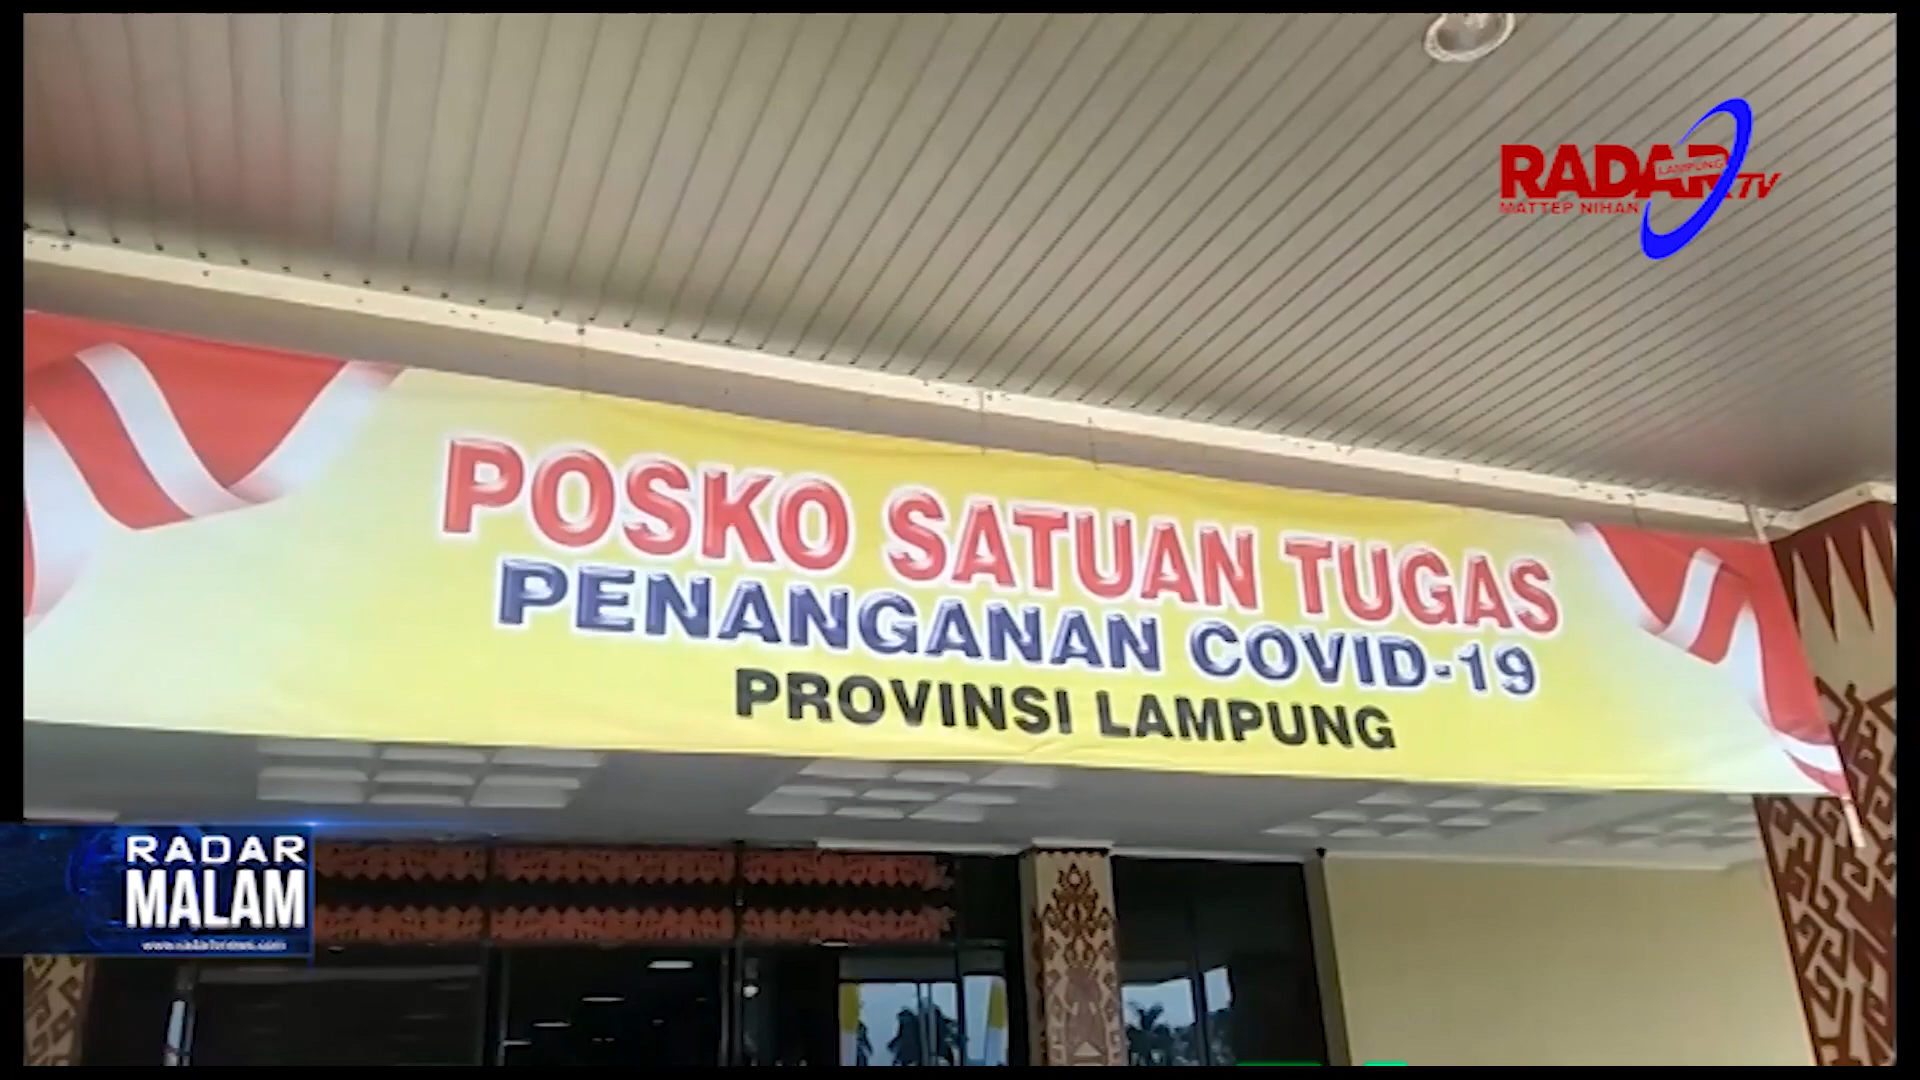 RADAR
LAMPUNG
TV
MATTEP NIHAN
POSKO SATUAN TUGAS
PENANGANAN COVID-19
PROVINSI LAMPUNG
RADAR
MALAM